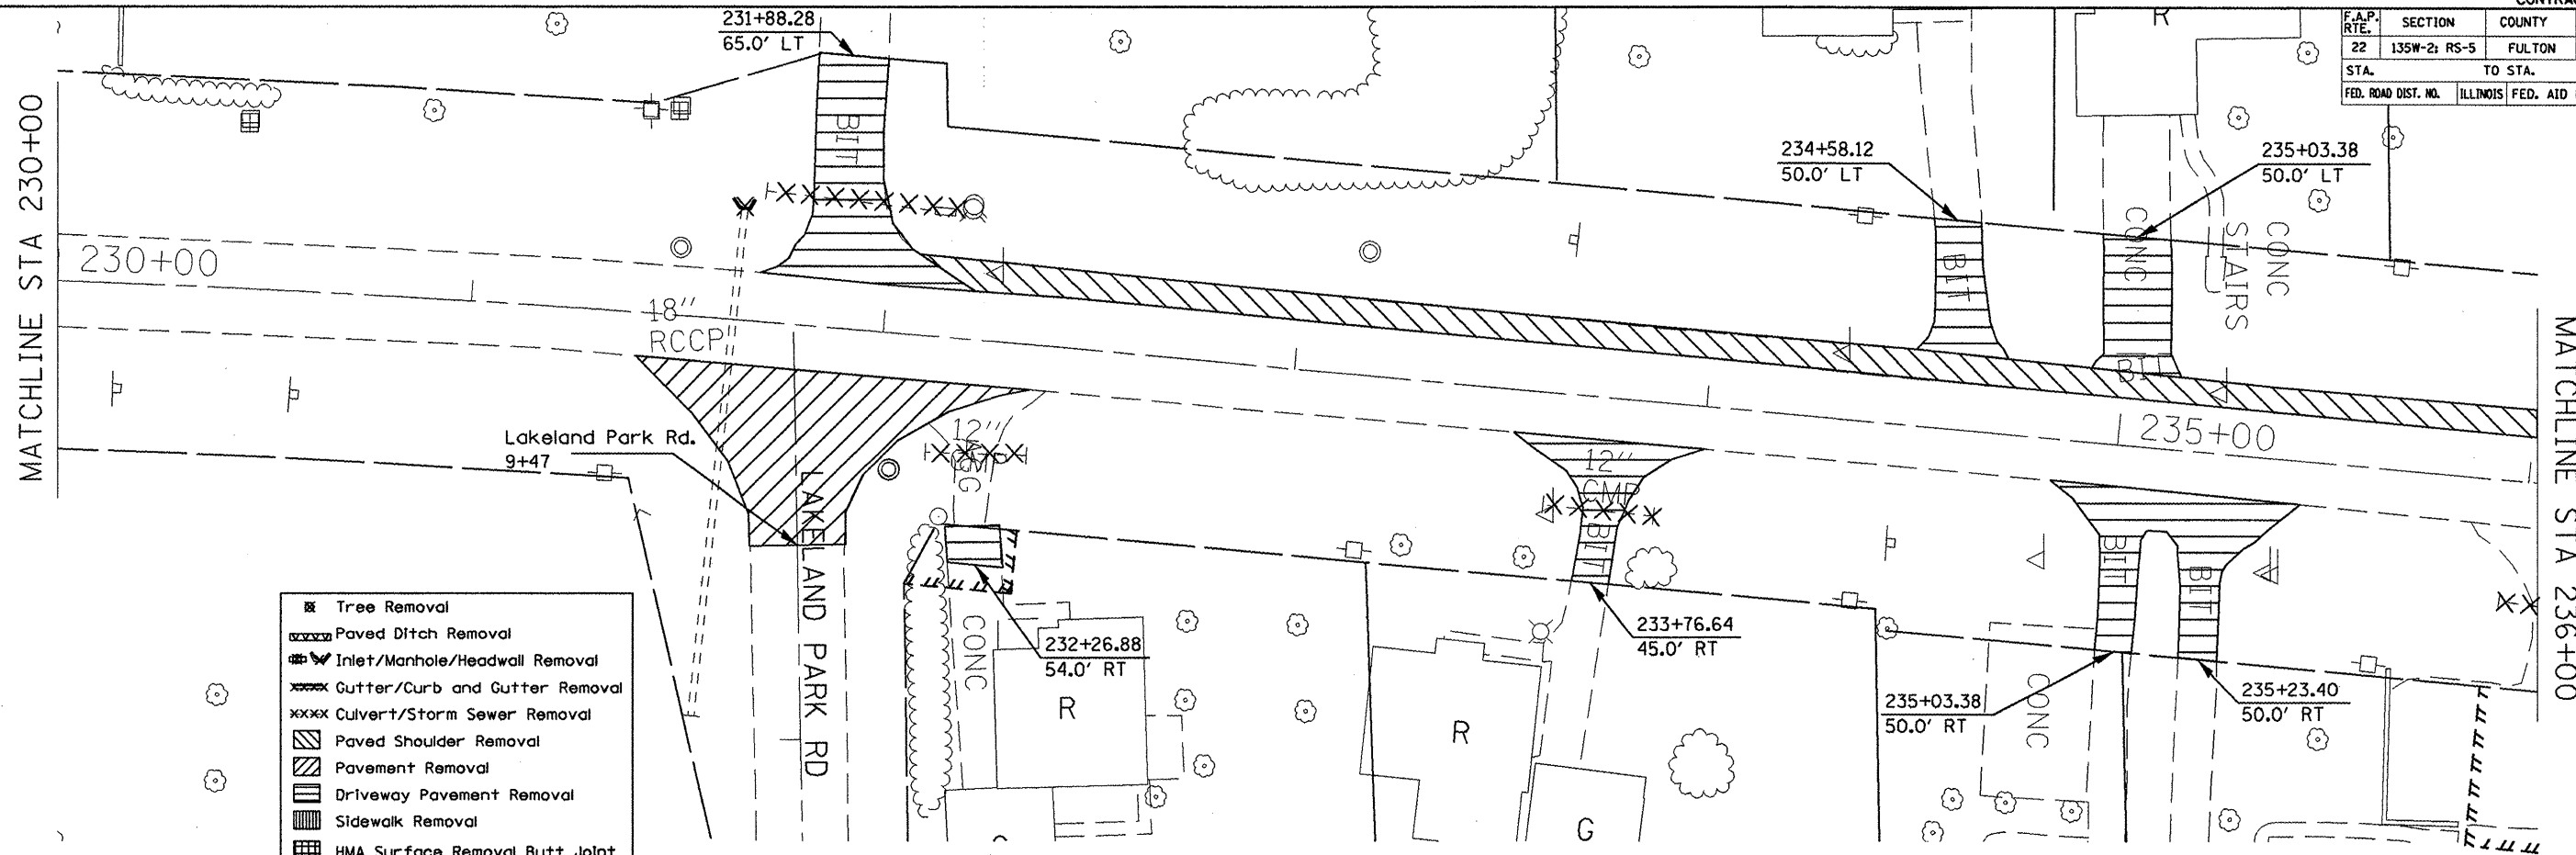 F.A.P. RTE. SECTION COUNTY
22 135W-2; RS-5 FULTON
STA. TO STA.
FED. ROAD DIST. NO. ILLINOIS FED. AID
231+88.28
65.0' LT
R
MATCHLINE STA 230+00
230+00
BIT
18"
RCCP
234+58.12
50.0' LT
235+03.38
50.0' LT
BIT
CONC
BIT
CONC
STAIRS
235+00
MATCHLINE STA 236+00
Lakeland Park Rd.
9+47
LAKELAND PARK RD
12"
CMP
CONC
232+26.88
54.0' RT
R
12"
CMP
BIT
233+76.64
45.0' RT
R
G
BIT
BIT
CONC
235+03.38
50.0' RT
235+23.40
50.0' RT
Tree Removal
Paved Ditch Removal
Inlet/Manhole/Headwall Removal
Gutter/Curb and Gutter Removal
Culvert/Storm Sewer Removal
Paved Shoulder Removal
Pavement Removal
Driveway Pavement Removal
Sidewalk Removal
HMA Surface Removal Butt Joint